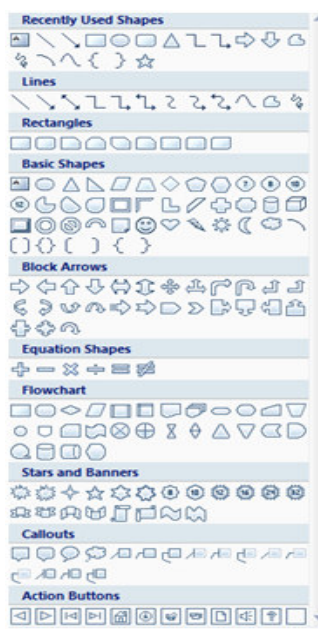 Recently Used Shapes
Lines
Rectangles
Basic Shapes
Block Arrows
Equation Shapes
Flowchart
Stars and Banners
Callouts
Action Buttons